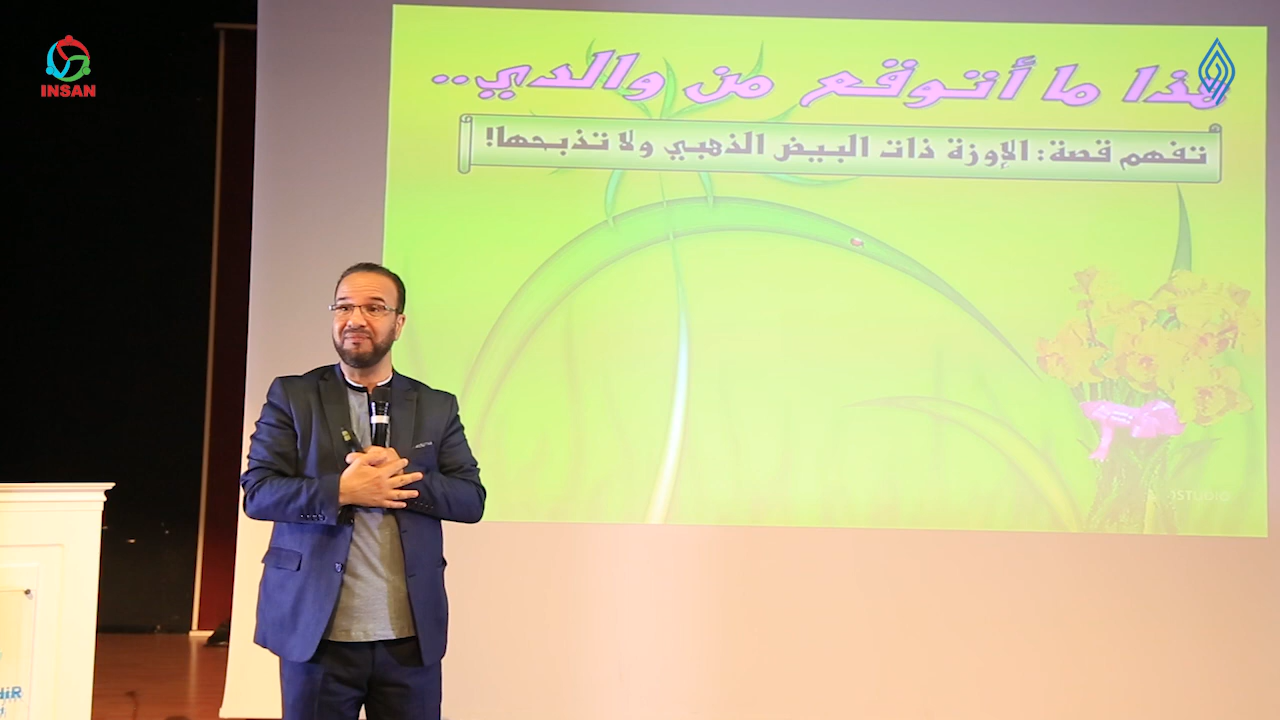 INSAN
هذا ما أتوقع من والدي..
تفهم قصة: الإوزة ذات البيض الذهبي ولا تذبحها!